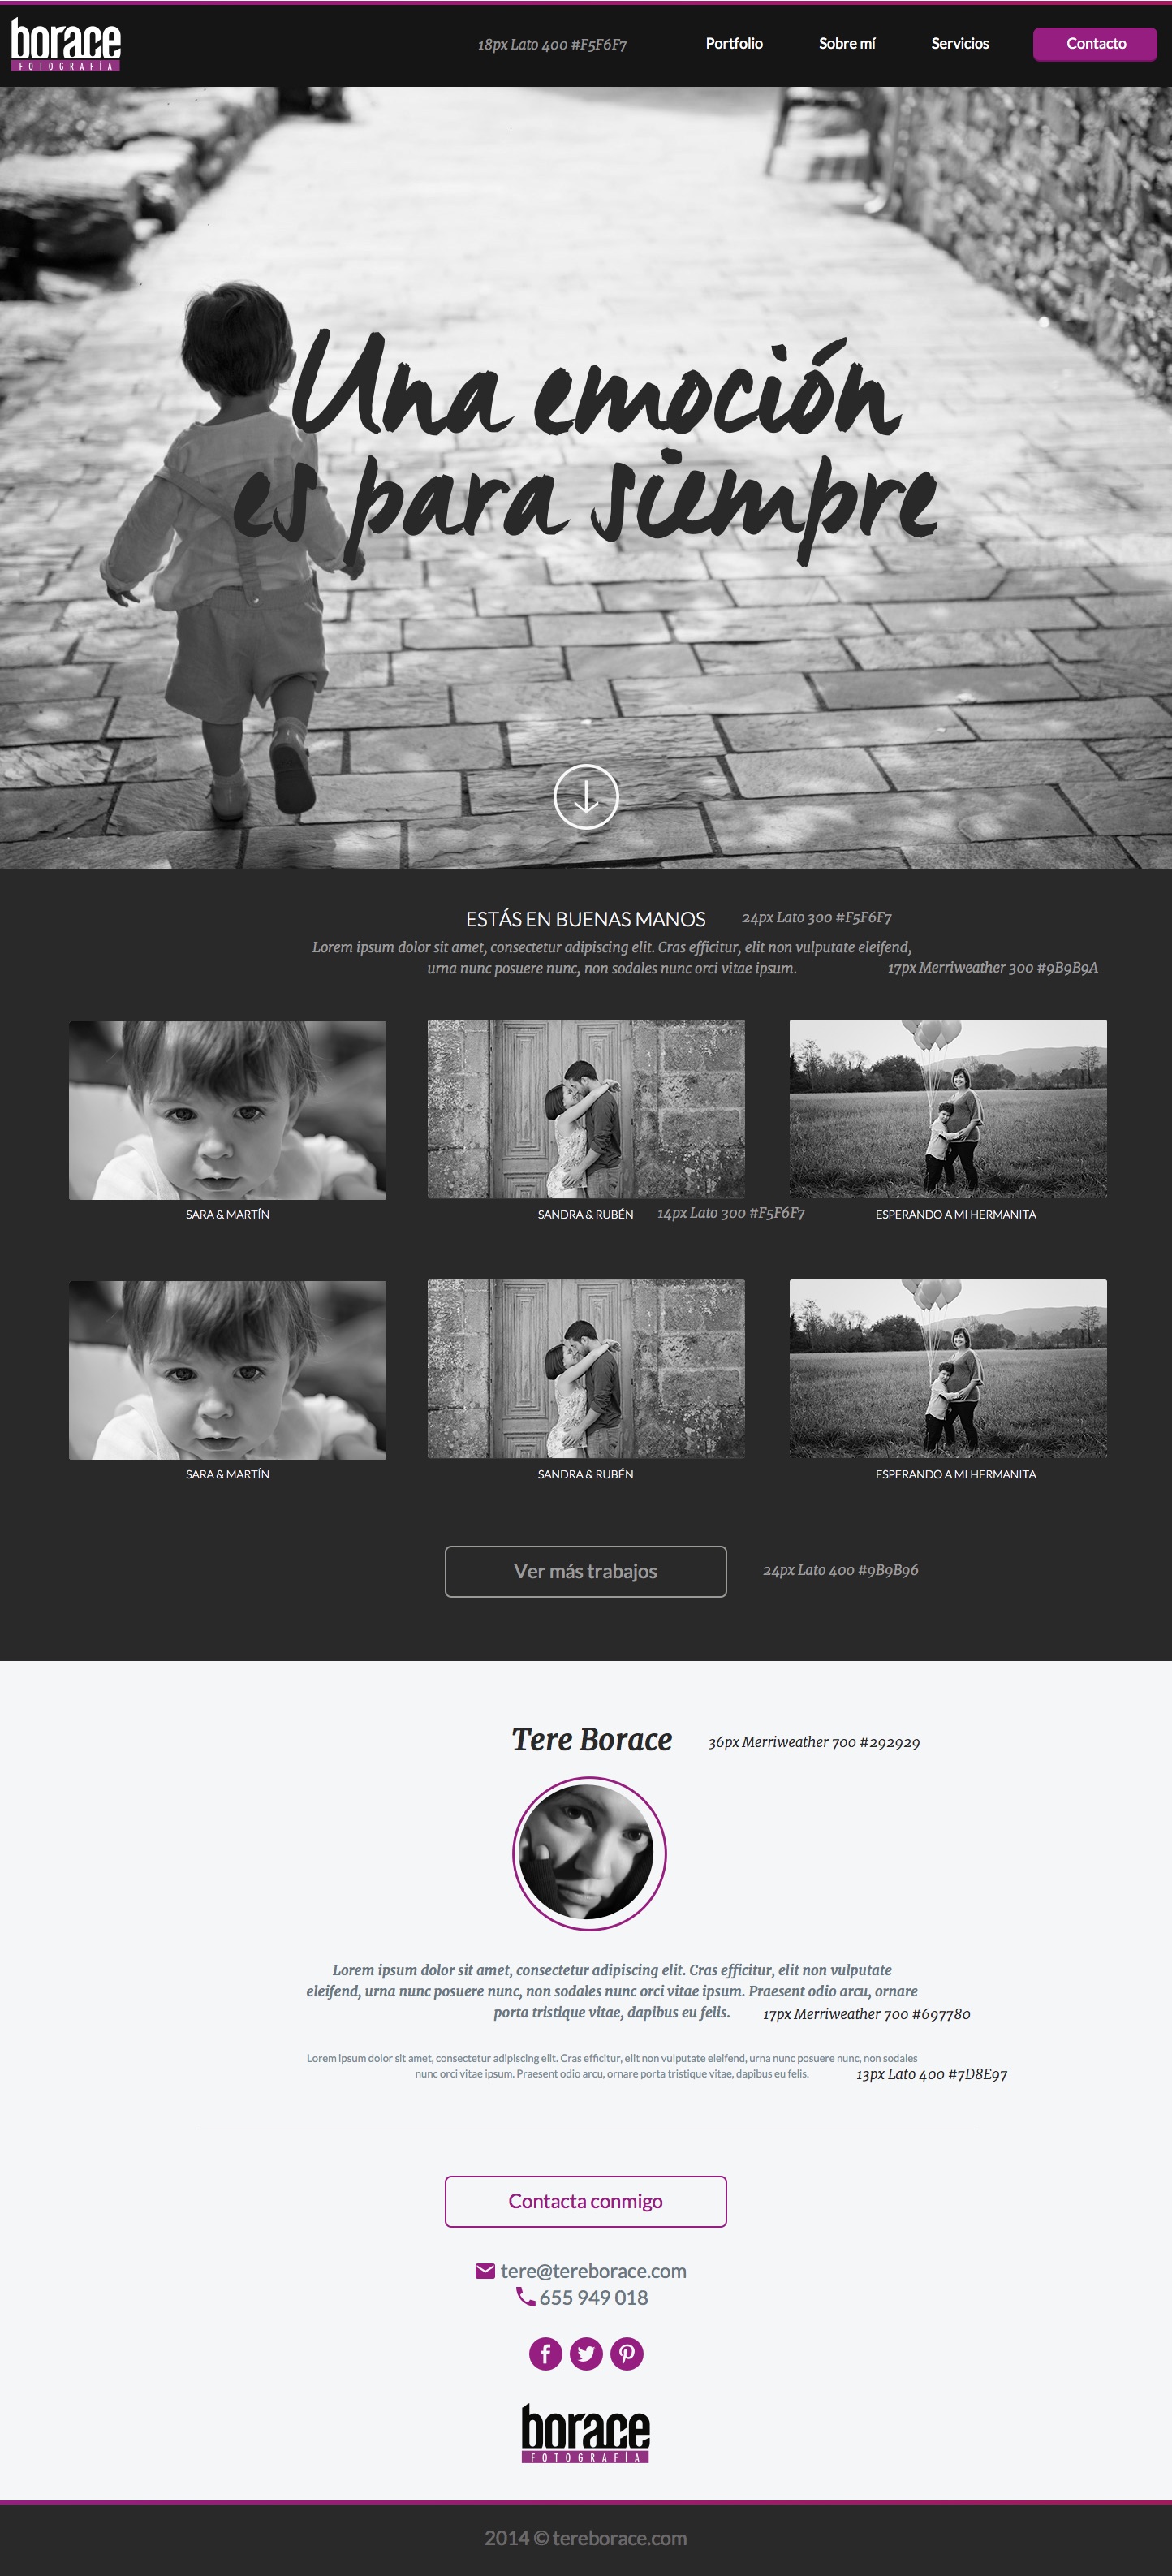 borace
FOTOGRAFÍA
18px Lato 400 #F5F6F7
Portfolio
Sobre mí
Servicios
Contacto
Una emoción
es para siempre
ESTÁS EN BUENAS MANOS
24px Lato 300 #F5F6F7
Lorem ipsum dolor sit amet, consectetur adipiscing elit. Cras efficitur, elit non vulputate eleifend,
urna nunc posuere nunc, non sodales nunc orci vitae ipsum.
17px Merriweather 300 #9B9B9A
SARA & MARTÍN
SANDRA & RUBÉN
14px Lato 300 #F5F6F7
ESPERANDO A MI HERMANITA
SARA & MARTÍN
SANDRA & RUBÉN
ESPERANDO A MI HERMANITA
Ver más trabajos
24px Lato 400 #9B9B96
Tere Borace
36px Merriweather 700 #292929
Lorem ipsum dolor sit amet, consectetur adipiscing elit. Cras efficitur, elit non vulputate
eleifend, urna nunc posuere nunc, non sodales nunc orci vitae ipsum. Praesent odio arcu, ornare
porta tristique vitae, dapibus eu felis.
17px Merriweather 700 #697780
Lorem ipsum dolor sit amet, consectetur adipiscing elit. Cras efficitur, elit non vulputate eleifend, urna nunc posuere nunc, non sodales
nunc orci vitae ipsum. Praesent odio arcu, ornare porta tristique vitae, dapibus eu felis.
13px Lato 400 #7D8E97
Contacta conmigo
tere@tereborace.com
655 949 018
borace
FOTOGRAFÍA
2014 © tereborace.com